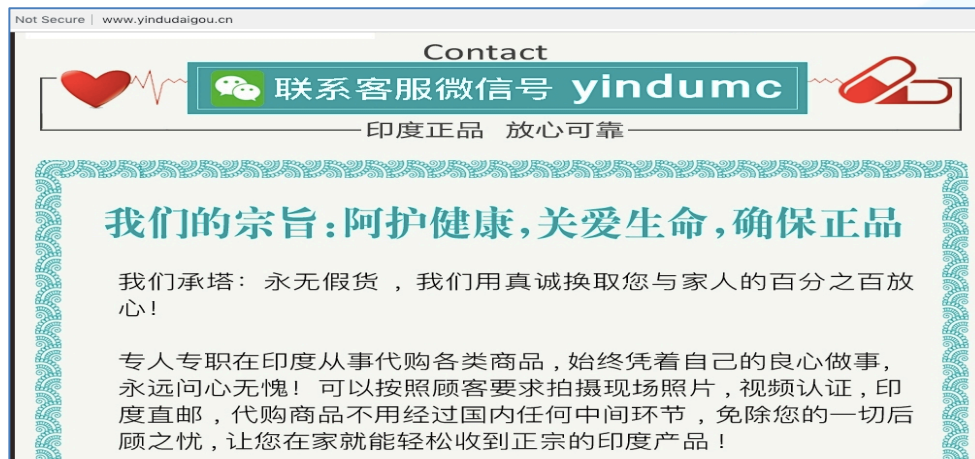 Not Secure | www.yindudaigou.cn
Contact
联系客服微信号 yindumc
印度正品 放心可靠
我们的宗旨:阿护健康,关爱生命,确保正品
我们承塔：永无假货 ，我们用真诚换取您与家人的百分之百放
心！
专人专职在印度从事代购各类商品，始终凭着自己的良心做事，
永远问心无愧！可以按照顾客要求拍摄现场照片，视频认证，印
度直邮，代购商品不用经过国内任何中间环节，免除您的一切后
顾之忧，让您在家就能轻松收到正宗的印度产品！